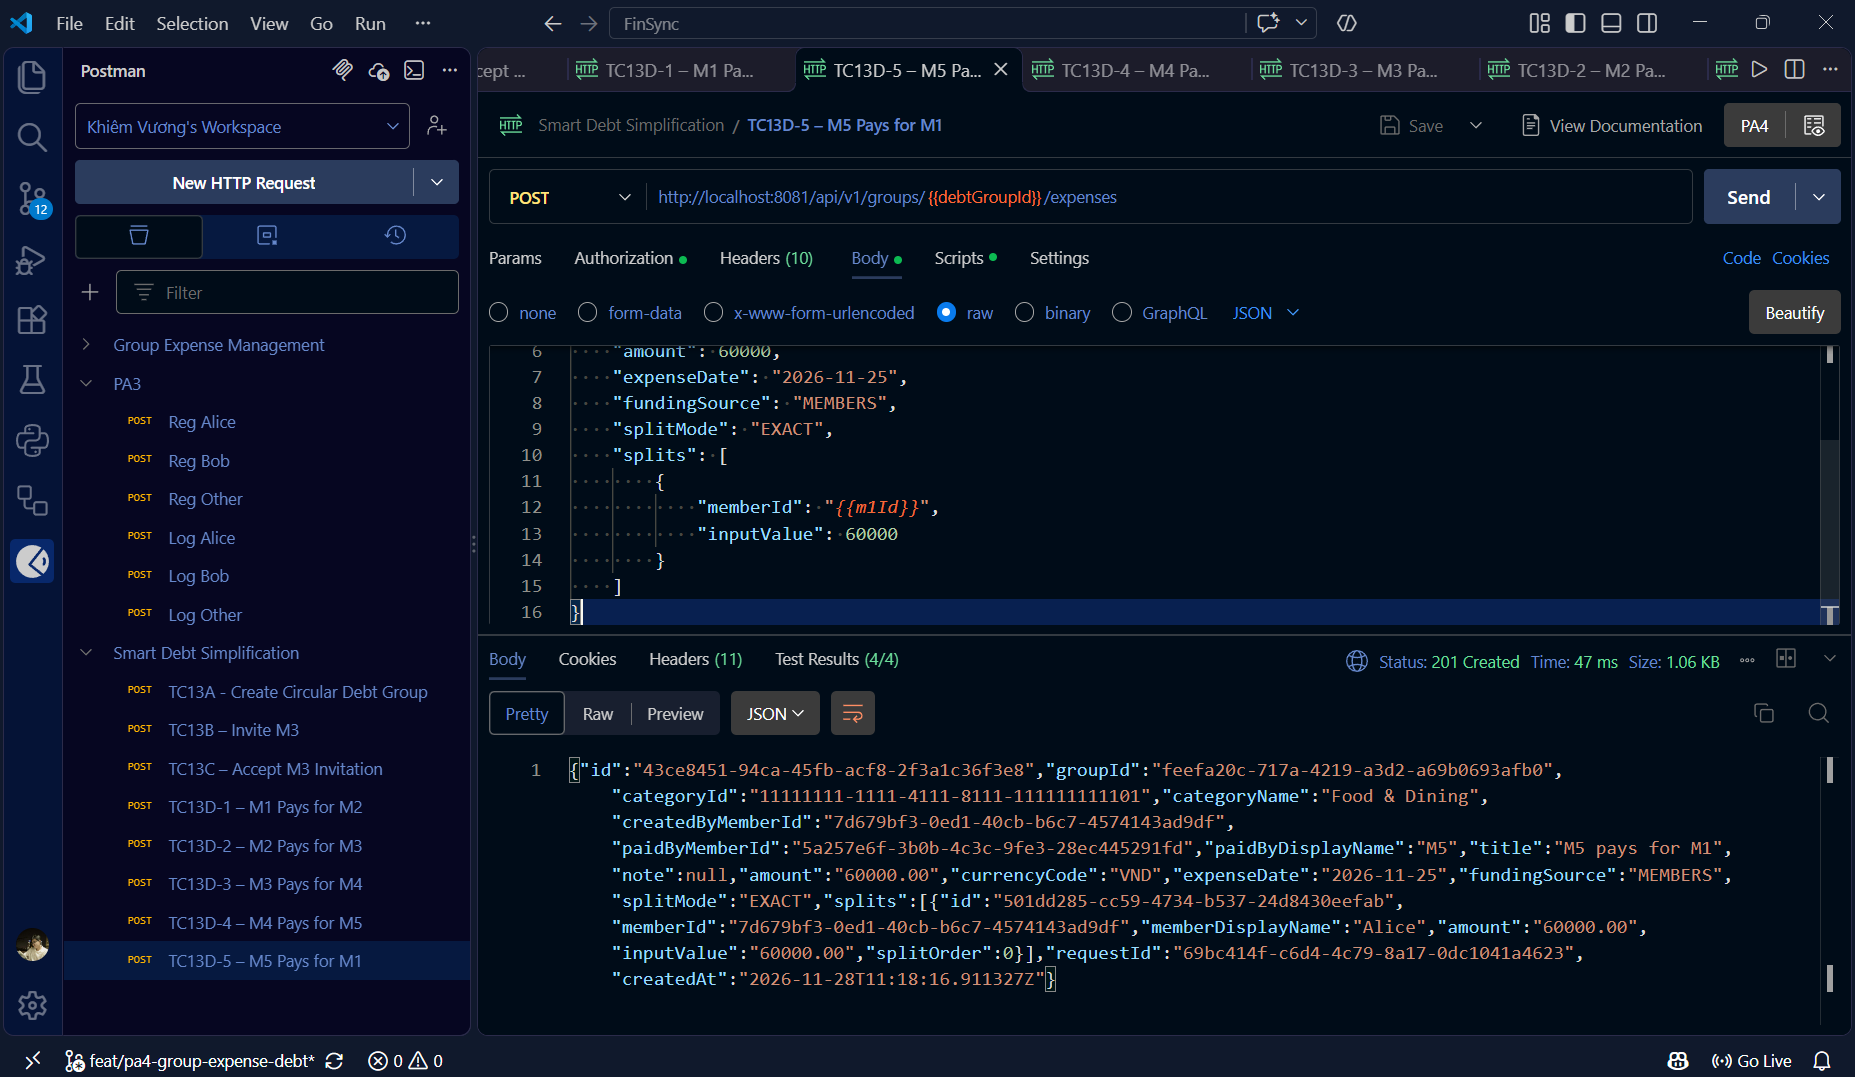 File Edit Selection View Go Run ··· FinSync
Postman
Khiêm Vương's Workspace
New HTTP Request
12
Filter
Group Expense Management
PA3
POST Reg Alice
POST Reg Bob
POST Reg Other
POST Log Alice
POST Log Bob
POST Log Other
Smart Debt Simplification
POST TC13A - Create Circular Debt Group
POST TC13B – Invite M3
POST TC13C – Accept M3 Invitation
POST TC13D-1 – M1 Pays for M2
POST TC13D-2 – M2 Pays for M3
POST TC13D-3 – M3 Pays for M4
POST TC13D-4 – M4 Pays for M5
POST TC13D-5 – M5 Pays for M1
cept ... HTTP TC13D-1 – M1 Pa... HTTP TC13D-5 – M5 Pa... HTTP TC13D-4 – M4 Pa... HTTP TC13D-3 – M3 Pa... HTTP TC13D-2 – M2 Pa... HTTP
HTTP Smart Debt Simplification / TC13D-5 – M5 Pays for M1 Save View Documentation PA4
POST http://localhost:8081/api/v1/groups/{{debtGroupId}}/expenses Send
Params Authorization Headers (10) Body Scripts Settings Code Cookies
none form-data x-www-form-urlencoded raw binary GraphQL JSON Beautify
6 "amount": 60000,
7 "expenseDate": "2026-11-25",
8 "fundingSource": "MEMBERS",
9 "splitMode": "EXACT",
10 "splits": [
11 {
12 "memberId": "{{m1Id}}",
13 "inputValue": 60000
14 }
15 ]
16 }
Body Cookies Headers (11) Test Results (4/4) Status: 201 Created Time: 47 ms Size: 1.06 KB
Pretty Raw Preview JSON
1 {"id":"43ce8451-94ca-45fb-acf8-2f3a1c36f3e8","groupId":"feefa20c-717a-4219-a3d2-a69b0693afb0",
"categoryId":"11111111-1111-4111-8111-111111111101","categoryName":"Food & Dining",
"createdByMemberId":"7d679bf3-0ed1-40cb-b6c7-4574143ad9df",
"paidByMemberId":"5a257e6f-3b0b-4c3c-9fe3-28ec445291fd","paidByDisplayName":"M5","title":"M5 pays for M1",
"note":null,"amount":"60000.00","currencyCode":"VND","expenseDate":"2026-11-25","fundingSource":"MEMBERS",
"splitMode":"EXACT","splits":[{"id":"501dd285-cc59-4734-b537-24d8430eefab",
"memberId":"7d679bf3-0ed1-40cb-b6c7-4574143ad9df","memberDisplayName":"Alice","amount":"60000.00",
"inputValue":"60000.00","splitOrder":0}],"requestId":"69bc414f-c6d4-4c79-8a17-0dc1041a4623",
"createdAt":"2026-11-28T11:18:16.911327Z"}
feat/pa4-group-expense-debt* 0 0 Go Live